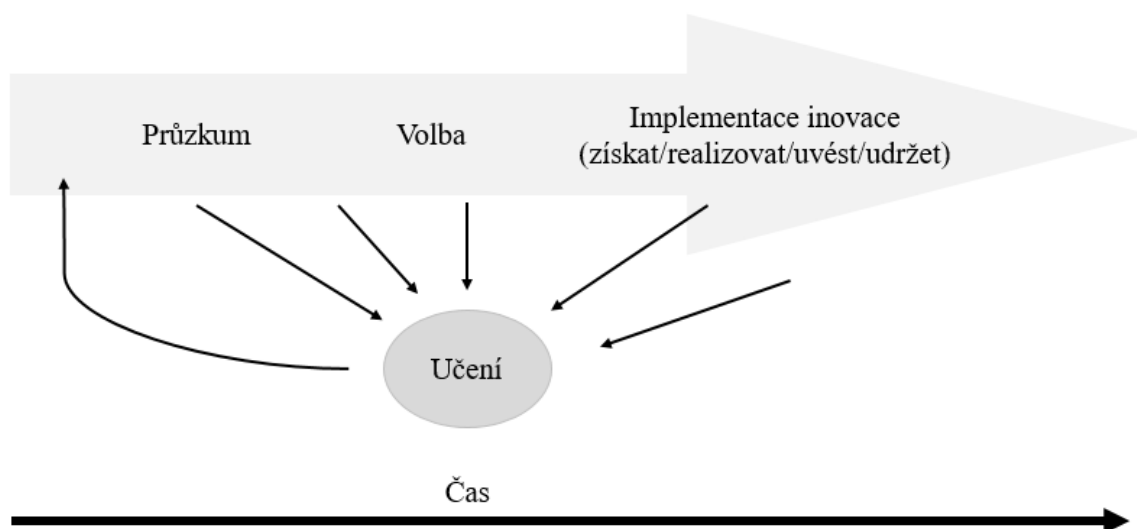 Průzkum
Volba
Implementace inovace
(získat/realizovat/uvést/udržet)
Učení
Čas